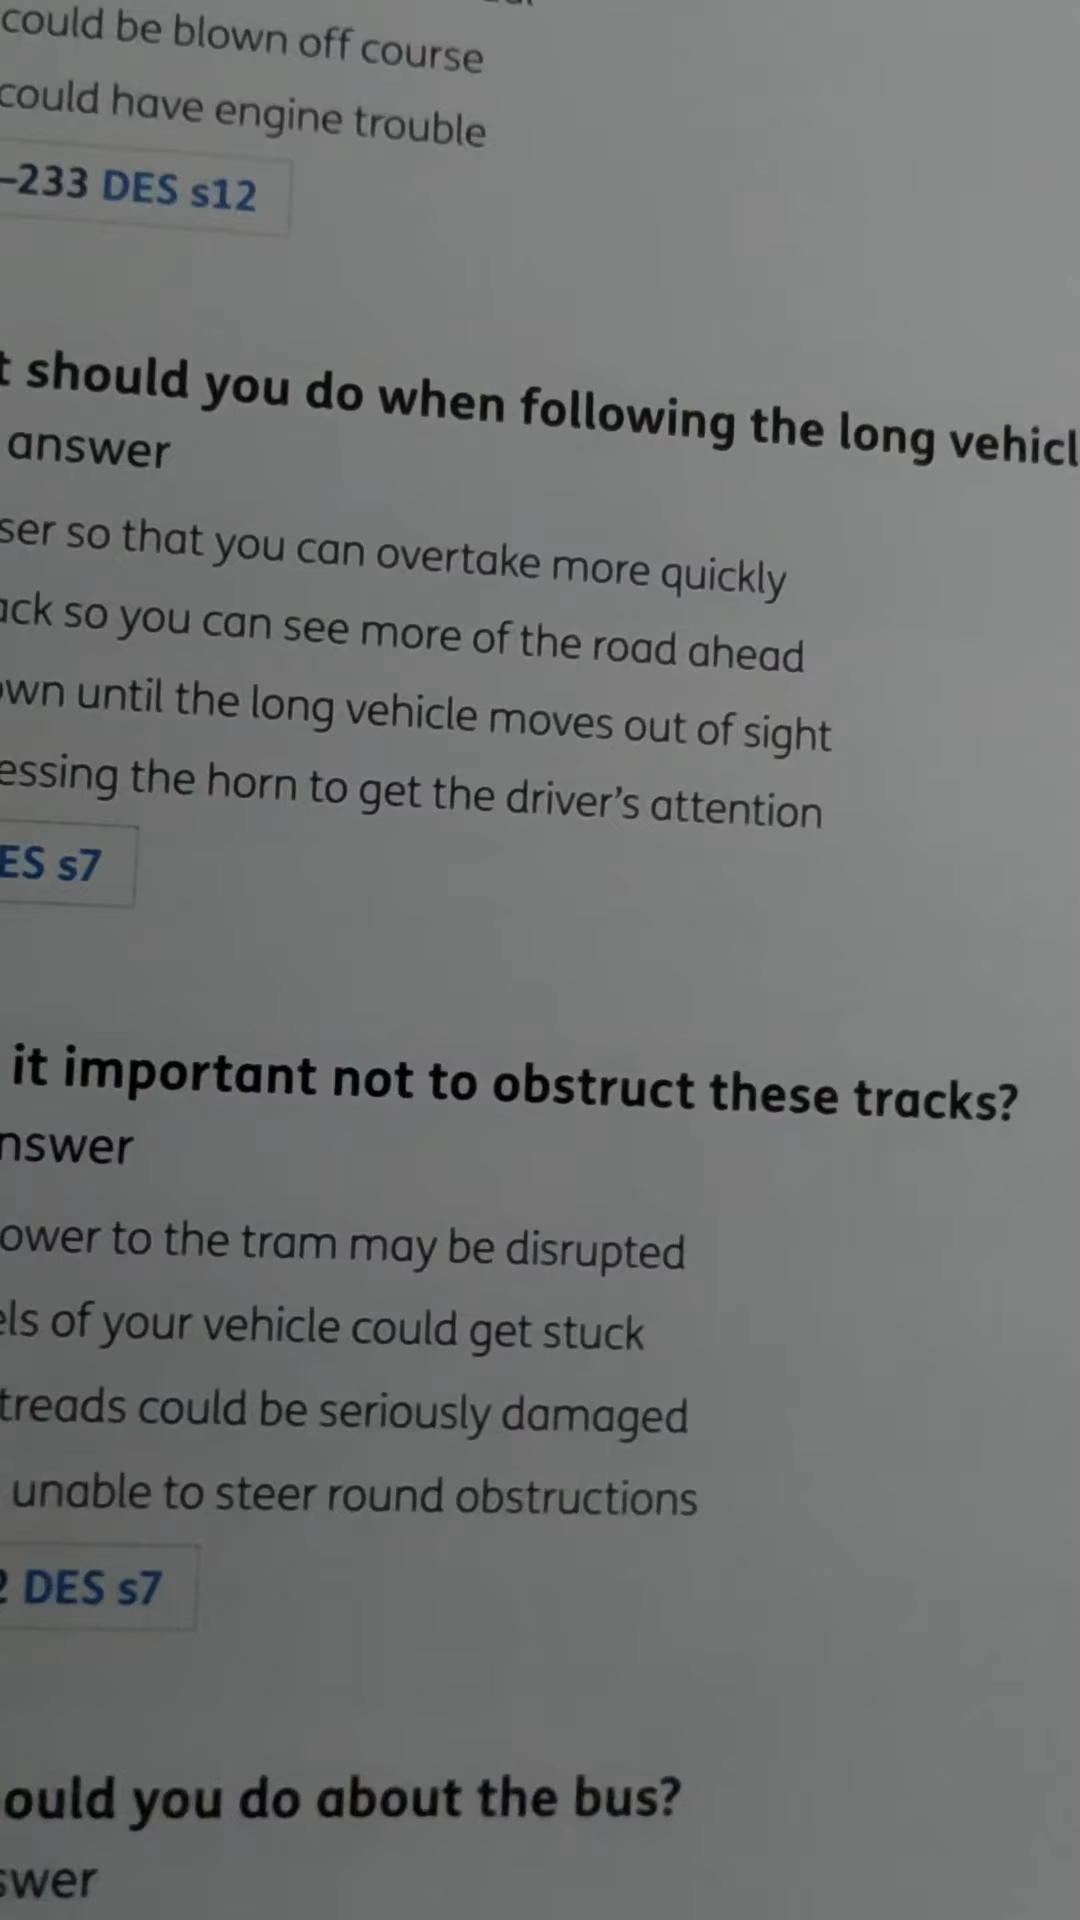 could be blown off course
could have engine trouble
–233 DES s12
should you do when following the long vehicl
answer
so that you can overtake more quickly
so you can see more of the road ahead
until the long vehicle moves out of sight
essing the horn to get the driver's attention
ES s7
it important not to obstruct these tracks?
nswer
ower to the tram may be disrupted
els of your vehicle could get stuck
treads could be seriously damaged
unable to steer round obstructions
2 DES s7
ould you do about the bus?
swer